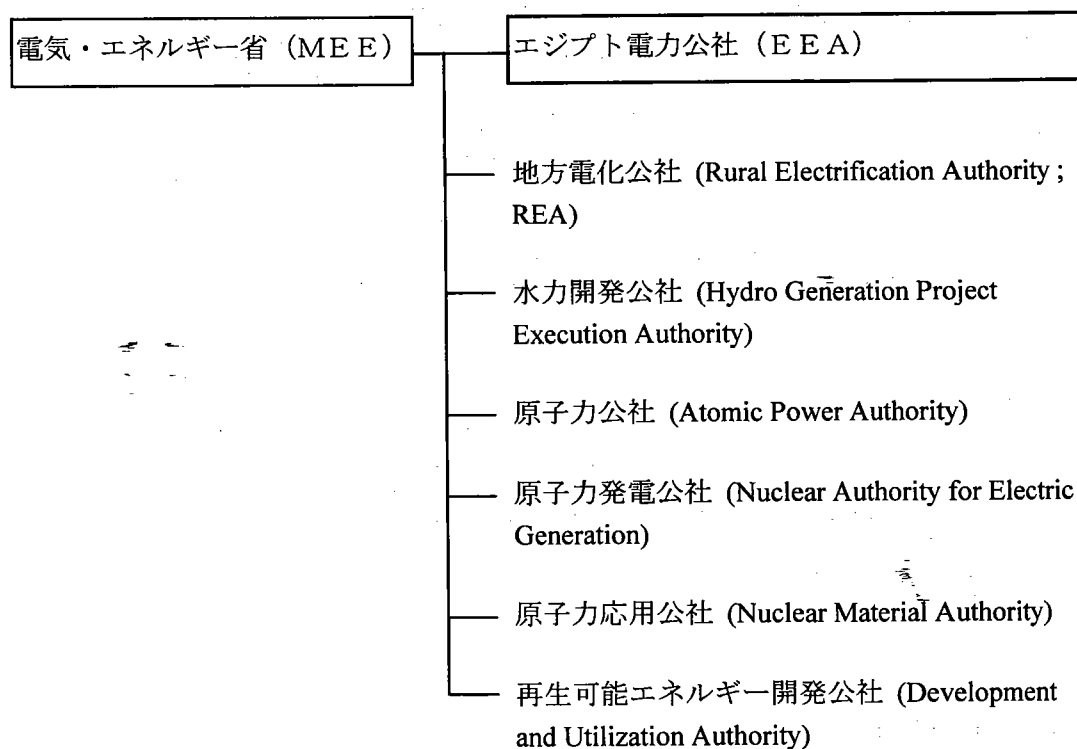 電気・エネルギー省 (MEE)
エジプト電力公社 (EEA)
地方電化公社 (Rural Electrification Authority ;
REA)
水力開発公社 (Hydro Generation Project
Execution Authority)
原子力公社 (Atomic Power Authority)
原子力発電公社 (Nuclear Authority for Electric
Generation)
原子力応用公社 (Nuclear Material Authority)
再生可能エネルギー開発公社 (Development
and Utilization Authority)